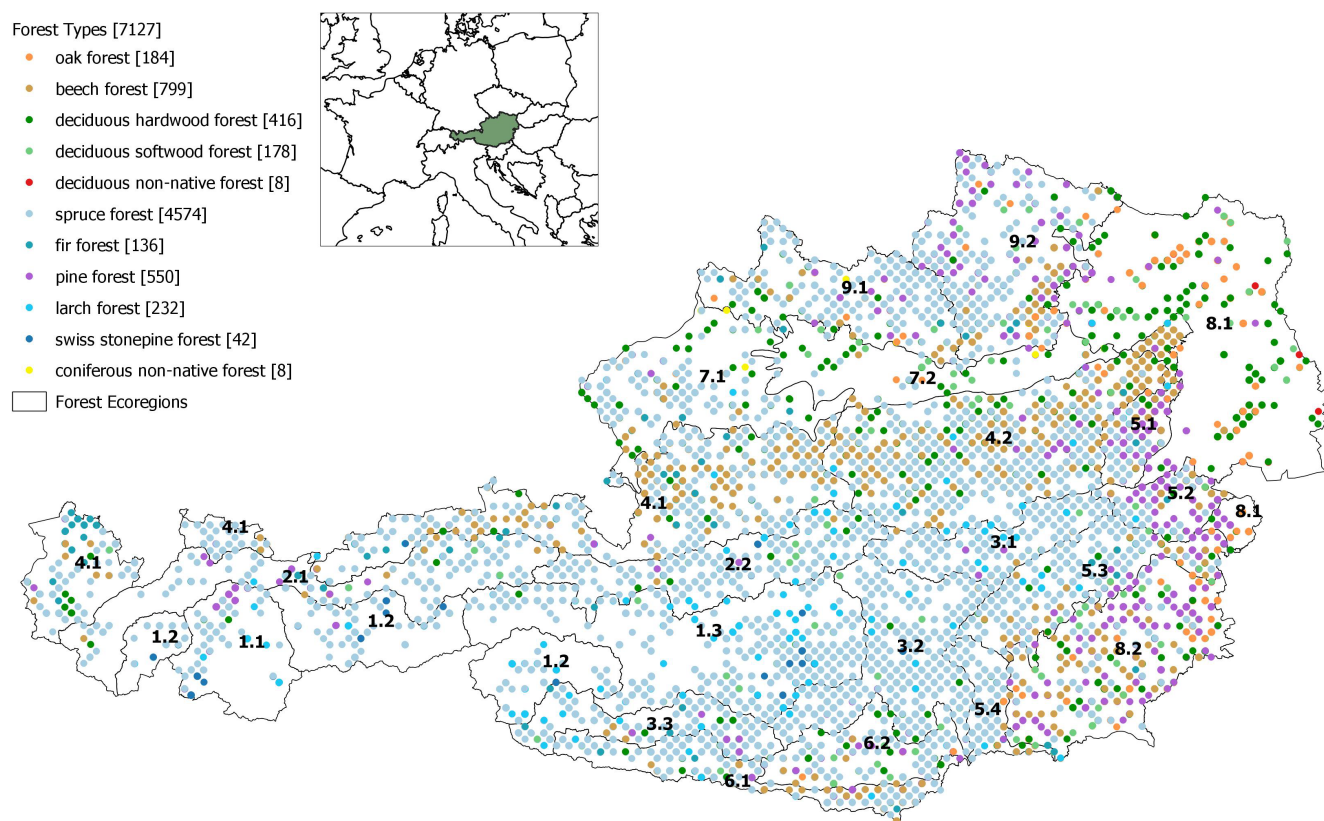 Forest Types [7127]
oak forest [184]
beech forest [799]
deciduous hardwood forest [416]
deciduous softwood forest [178]
deciduous non-native forest [8]
spruce forest [4574]
fir forest [136]
pine forest [550]
larch forest [232]
swiss stonepine forest [42]
coniferous non-native forest [8]
Forest Ecoregions
9.2
9.1
8.1
7.1
7.2
5.1
4.2
4.1
5.2
8.1
4.1
3.1
4.1
2.2
5.3
2.1
1.2
1.3
1.2
1.1
3.2
8.2
1.2
5.4
3.3
6.2
6.1